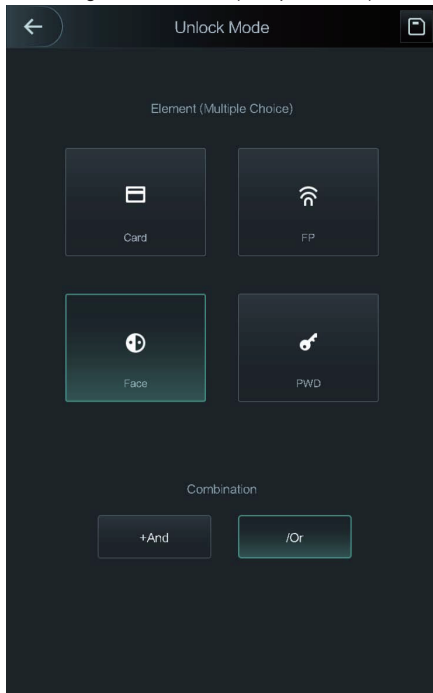 Unlock Mode
Element (Multiple Choice)
Card
FP
Face
PWD
Combination
+And
/Or